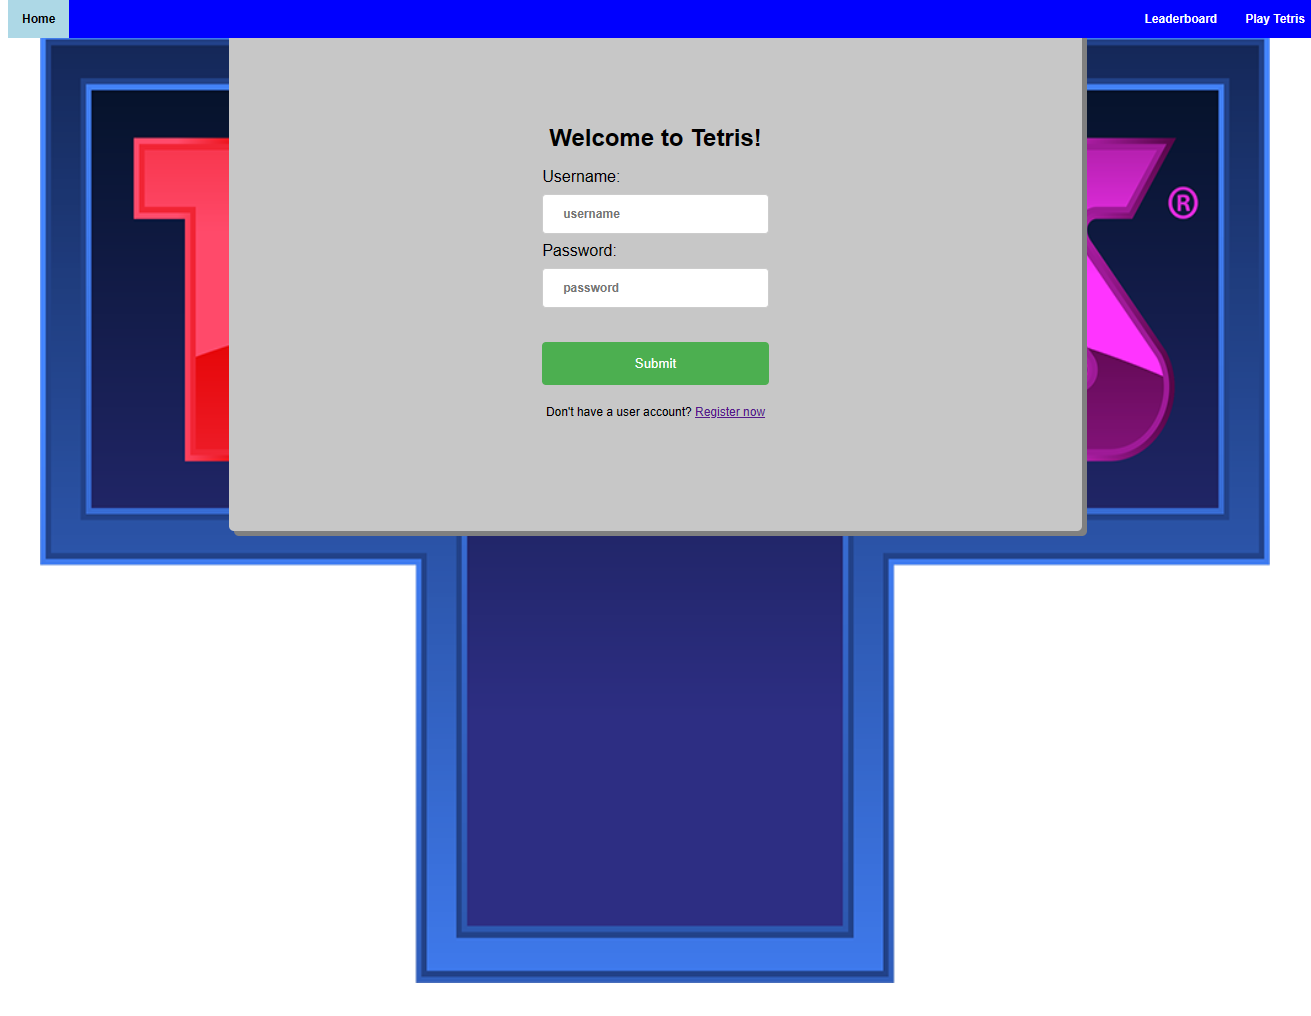 Home Leaderboard Play Tetris
Welcome to Tetris!
Username:
username
Password:
password
Submit
Don't have a user account? Register now
T
®